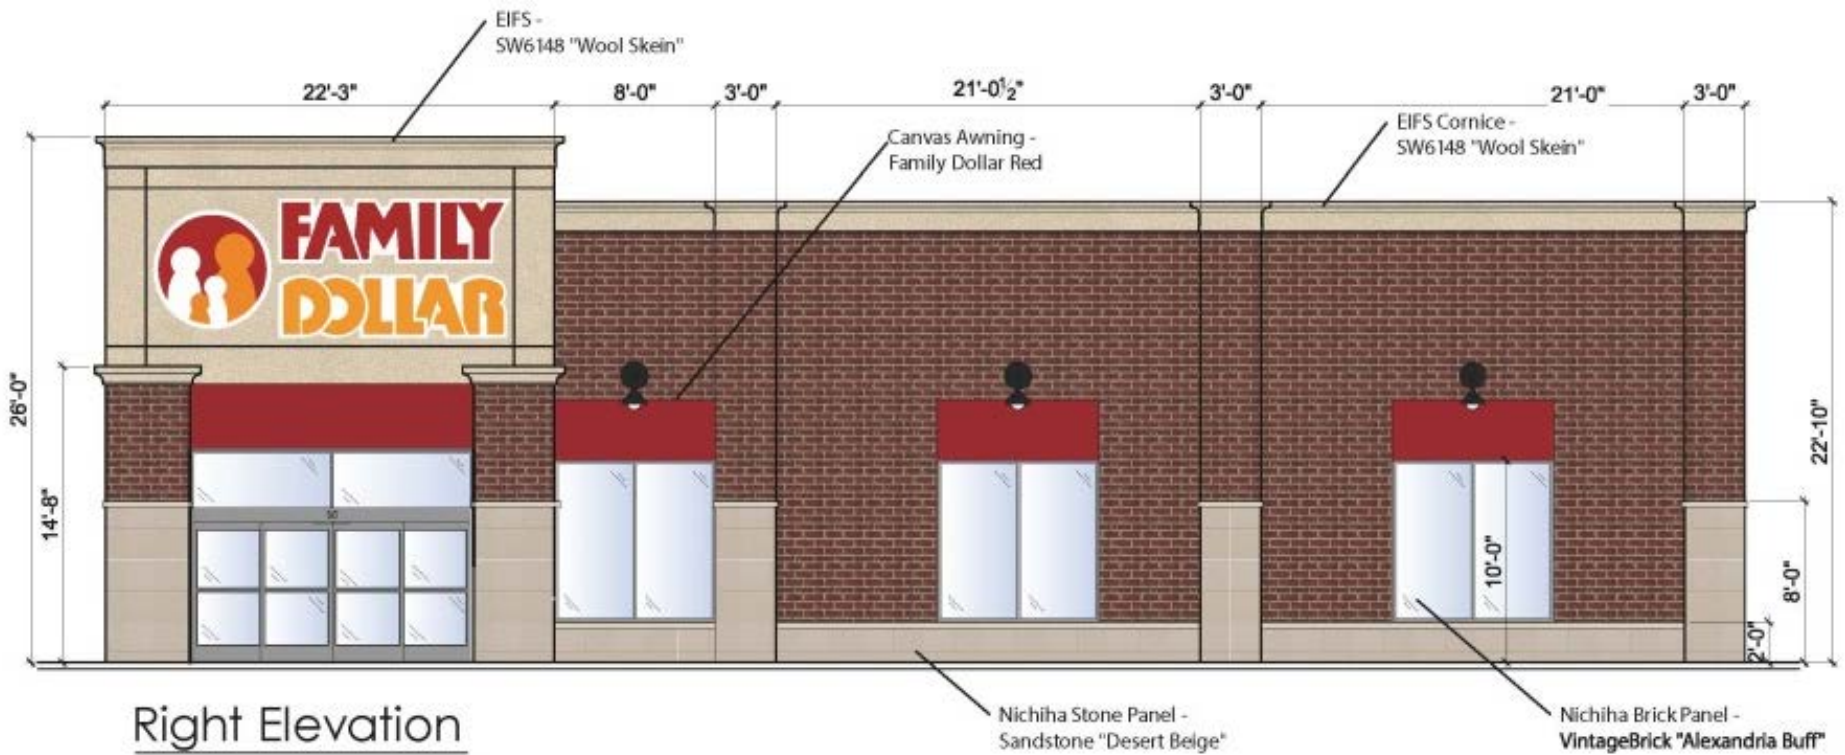 EIFS -
SW6148 "Wool Skein"
22'-3"
8'-0"
3'-0"
21'-0½"
3'-0"
21'-0"
3'-0"
Canvas Awning -
Family Dollar Red
EIFS Cornice -
SW6148 "Wool Skein"
FAMILY
DOLLAR
26'-0"
14'-8"
10'-0"
2'-0"
8'-0"
22'-10"
Right Elevation
Nichiha Stone Panel -
Sandstone "Desert Beige"
Nichiha Brick Panel -
VintageBrick "Alexandria Buff"